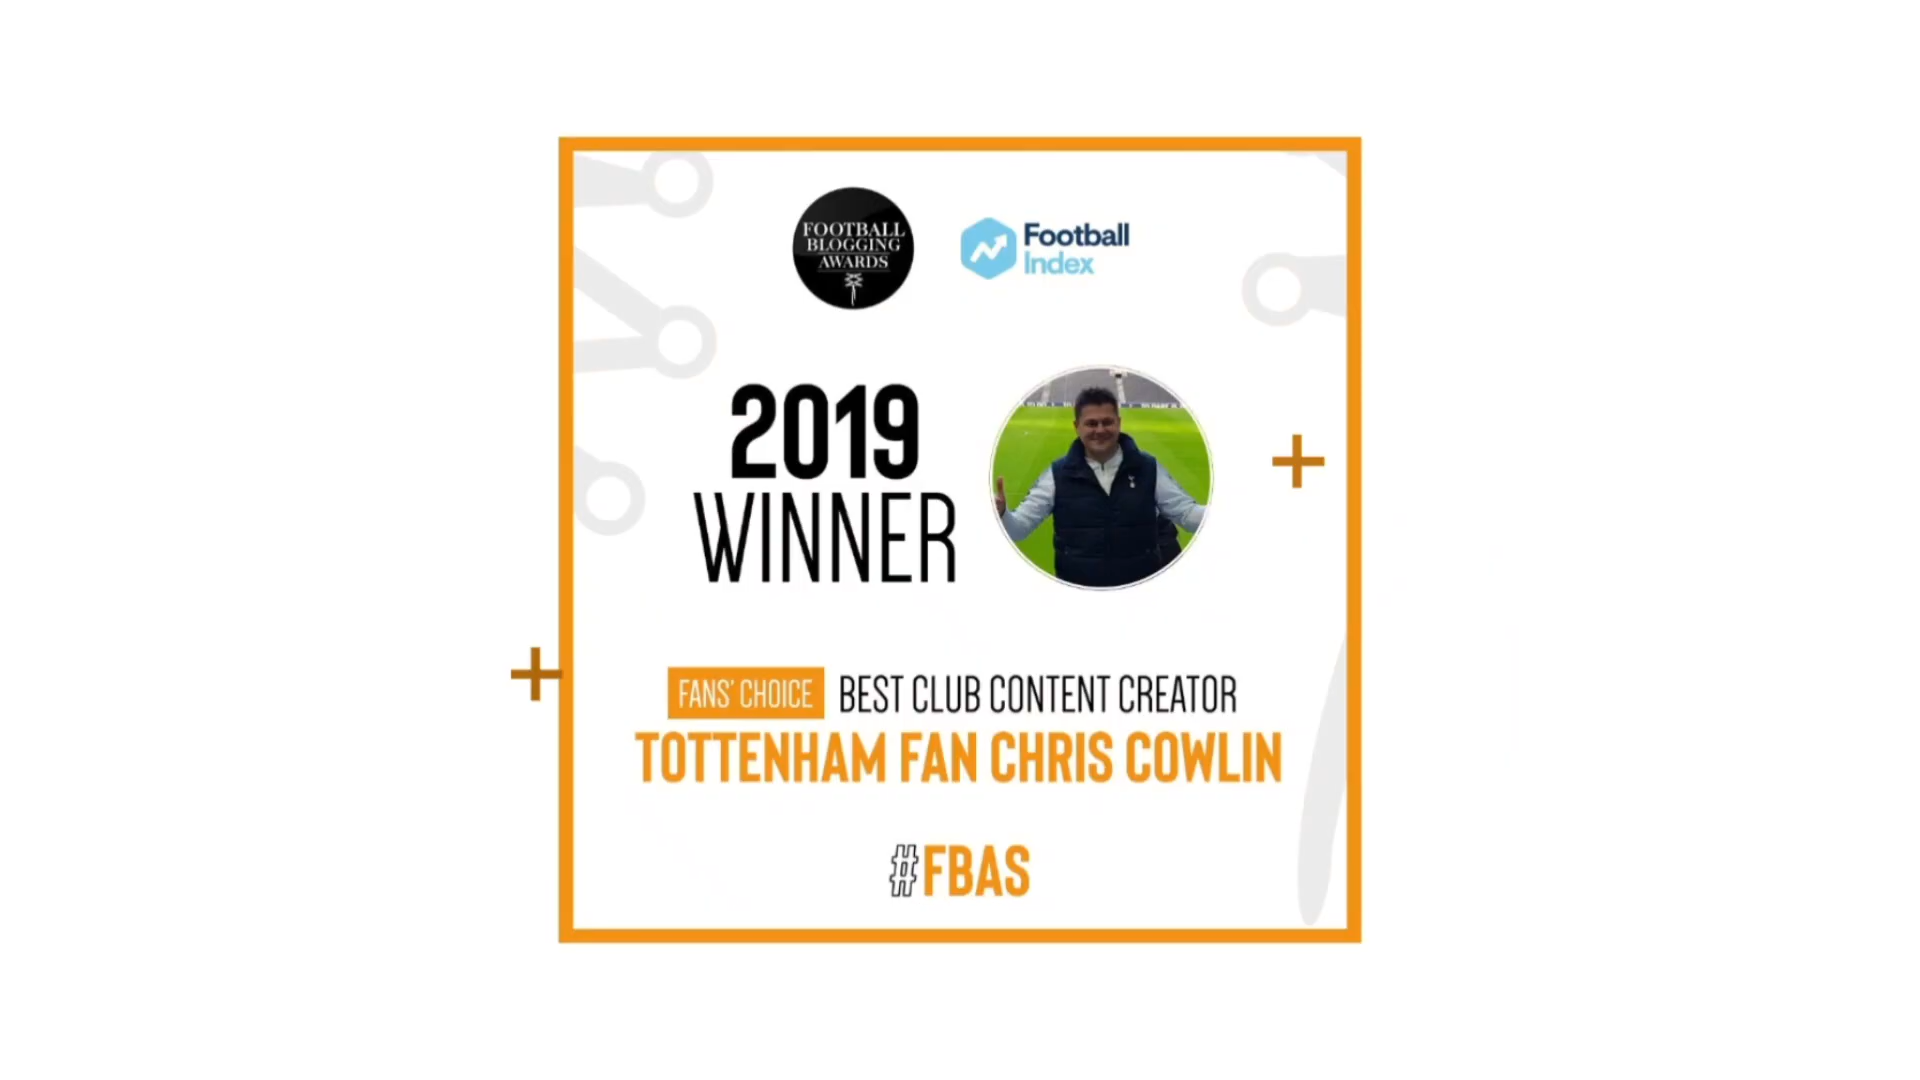 FOOTBALL
BLOGGING
AWARDS
Football
Index
2019
WINNER
FANS' CHOICE BEST CLUB CONTENT CREATOR
TOTTENHAM FAN CHRIS COWLIN
#FBAS